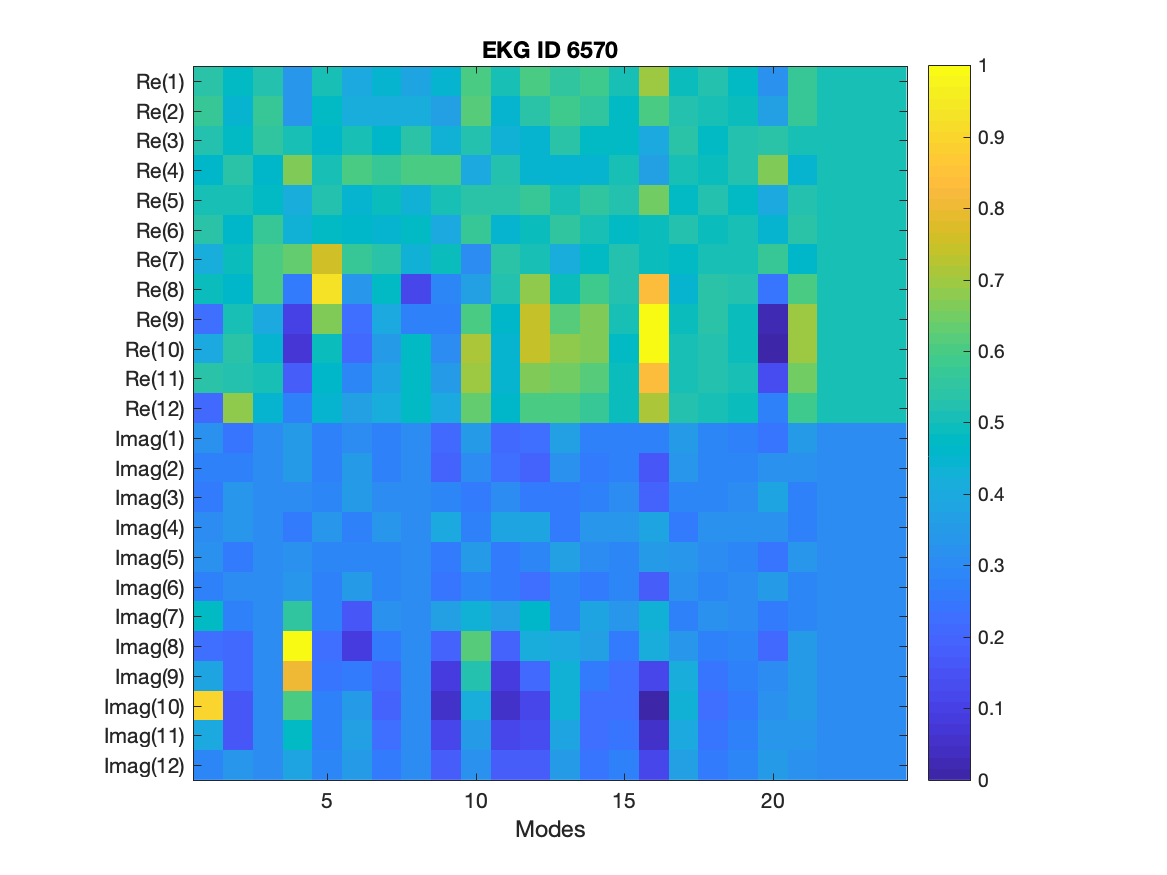 EKG ID 6570
Re(1)
Re(2)
Re(3)
Re(4)
Re(5)
Re(6)
Re(7)
Re(8)
Re(9)
Re(10)
Re(11)
Re(12)
Imag(1)
Imag(2)
Imag(3)
Imag(4)
Imag(5)
Imag(6)
Imag(7)
Imag(8)
Imag(9)
Imag(10)
Imag(11)
Imag(12)
5 10 15 20
Modes
1
0.9
0.8
0.7
0.6
0.5
0.4
0.3
0.2
0.1
0